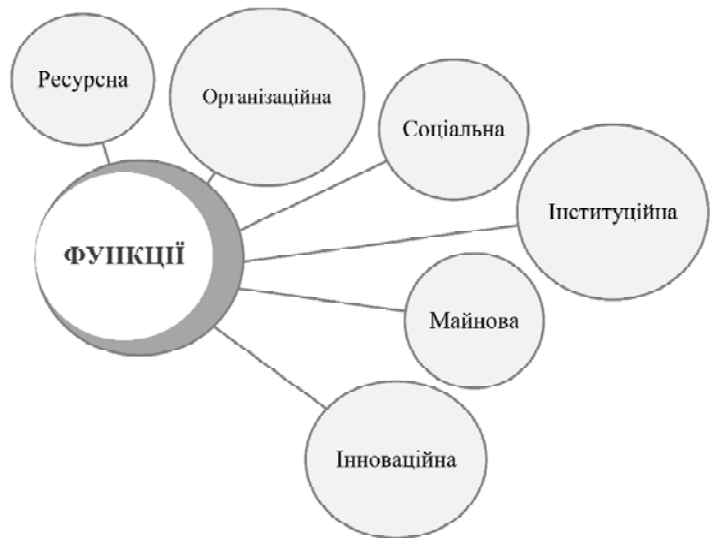 Ресурсна
Організаційна
Соціальна
Інституційна
ФУНКЦІЇ
Майнова
Інноваційна